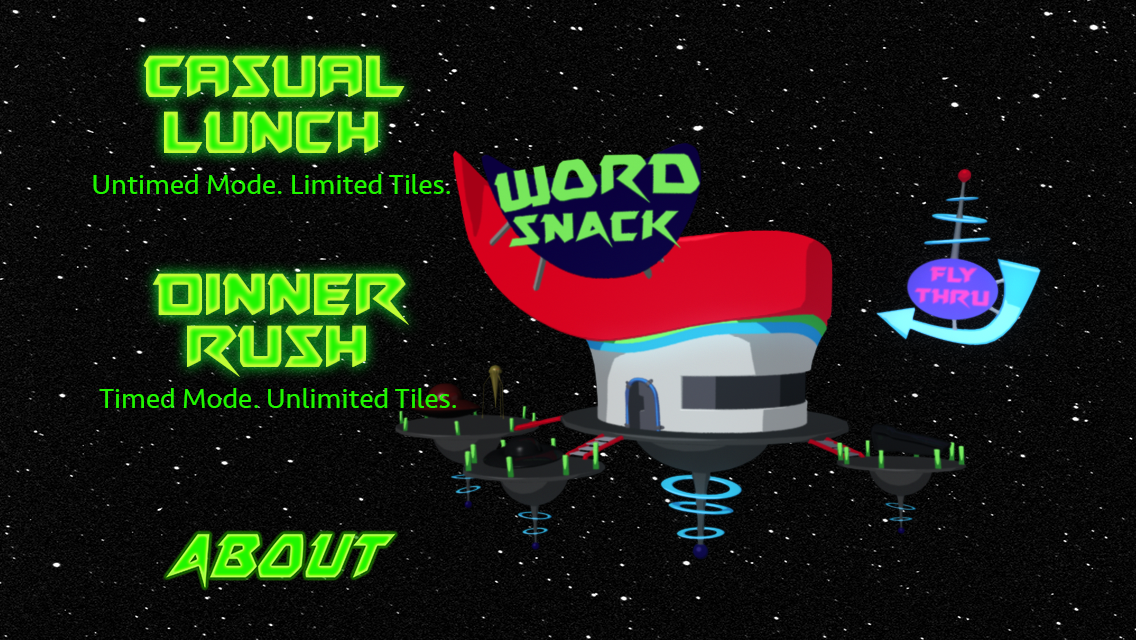 CASUAL
LUNCH
Untimed Mode. Limited Tiles.
DINNER
RUSH
Timed Mode. Unlimited Tiles.
ABOUT
WORD
SNACK
FLY
THRU